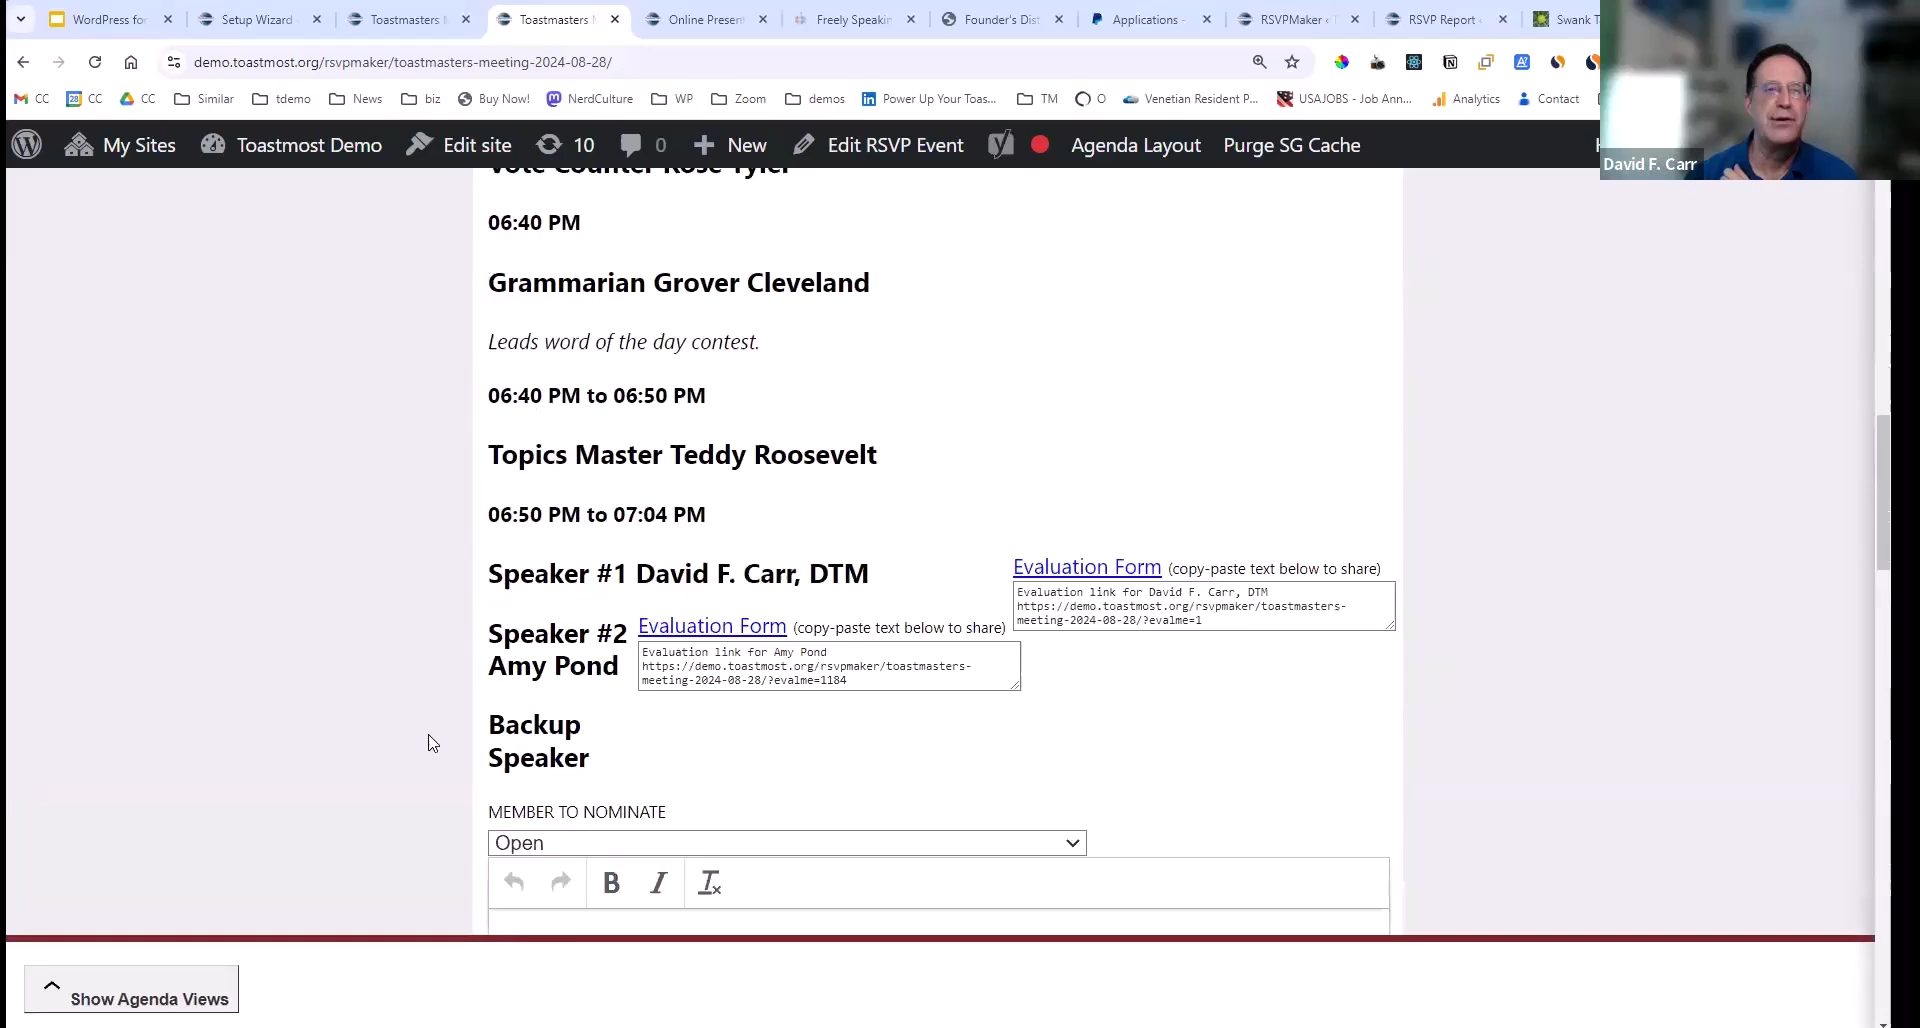 WordPress for
Setup Wizard
Toastmasters
Toastmasters
Online Presen
Freely Speakin
Founder's Dist
Applications -
RSVPMaker ‹ T
RSVP Report ‹
Swank T
demo.toastmost.org/rsvpmaker/toastmasters-meeting-2024-08-28/
CC
28
CC
CC
Similar
tdemo
News
biz
Buy Now!
NerdCulture
WP
Zoom
demos
Power Up Your Toas...
TM
O
Venetian Resident P...
USAJOBS - Job Ann...
Analytics
Contact
My Sites
Toastmost Demo
Edit site
10
0
New
Edit RSVP Event
Agenda Layout
Purge SG Cache
H
David F. Carr
Vote Counter Rose Tyler
06:40 PM
Grammarian Grover Cleveland
Leads word of the day contest.
06:40 PM to 06:50 PM
Topics Master Teddy Roosevelt
06:50 PM to 07:04 PM
Speaker #1 David F. Carr, DTM
Evaluation Form (copy-paste text below to share)
Evaluation link for David F. Carr, DTM
https://demo.toastmost.org/rsvpmaker/toastmasters-
meeting-2024-08-28/?evalme=1
Speaker #2
Amy Pond
Evaluation Form (copy-paste text below to share)
Evaluation link for Amy Pond
https://demo.toastmost.org/rsvpmaker/toastmasters-
meeting-2024-08-28/?evalme=1184
Backup
Speaker
MEMBER TO NOMINATE
Open
B I Tx
Show Agenda Views